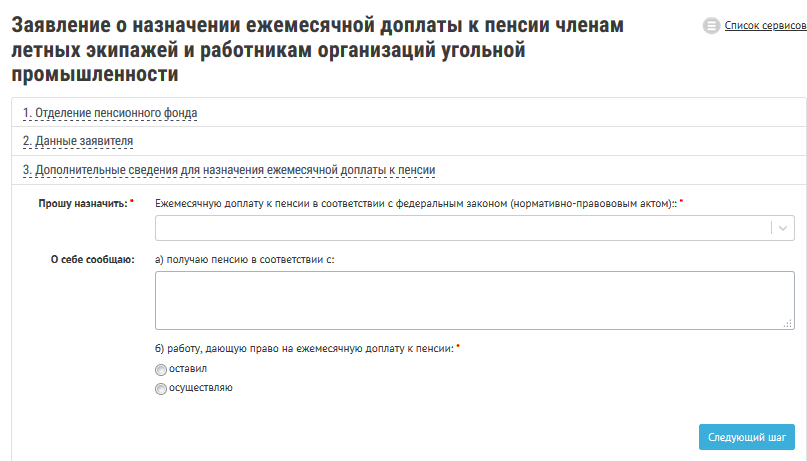 Заявление о назначении ежемесячной доплаты к пенсии членам
летных экипажей и работникам организаций угольной
промышленности
Список сервисов
1. Отделение пенсионного фонда
2. Данные заявителя
3. Дополнительные сведения для назначения ежемесячной доплаты к пенсии
Прошу назначить: *
Ежемесячную доплату к пенсии в соответствии с федеральным законом (нормативно-правововым актом):: *
О себе сообщаю:
а) получаю пенсию в соответствии с:
б) работу, дающую право на ежемесячную доплату к пенсии: *
оставил
осуществляю
Следующий шаг